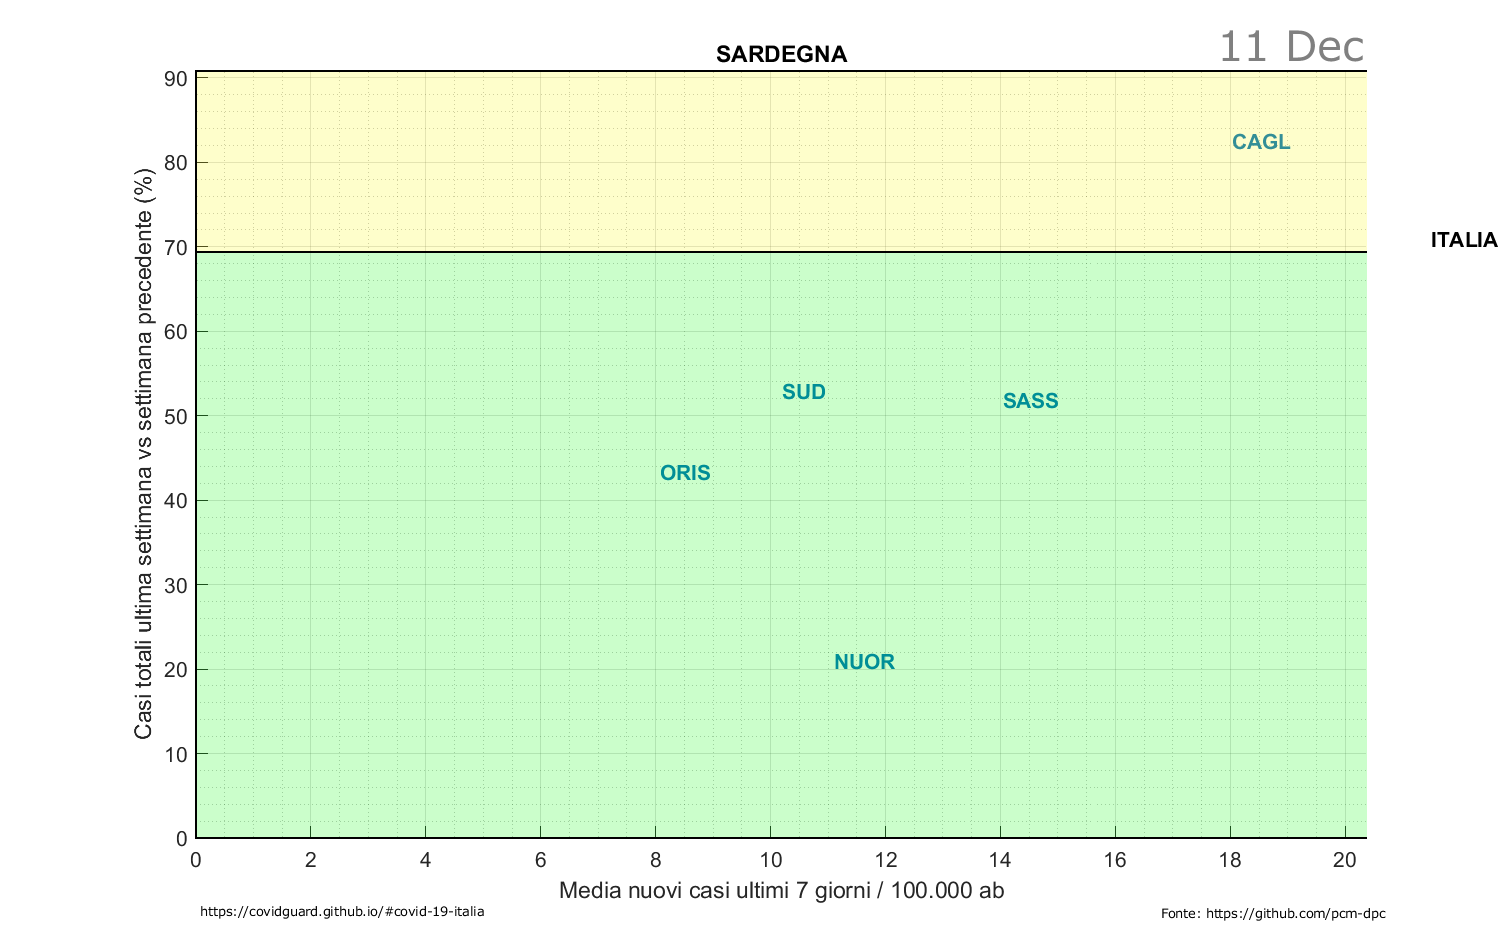 SARDEGNA
11 Dec
90
80
70
60
50
40
30
20
10
0
Casi totali ultima settimana vs settimana precedente (%)
CAGL
ITALIA
SUD
SASS
ORIS
NUOR
0 2 4 6 8 10 12 14 16 18 20
Media nuovi casi ultimi 7 giorni / 100.000 ab
https://covidguard.github.io/#covid-19-italia
Fonte: https://github.com/pcm-dpc